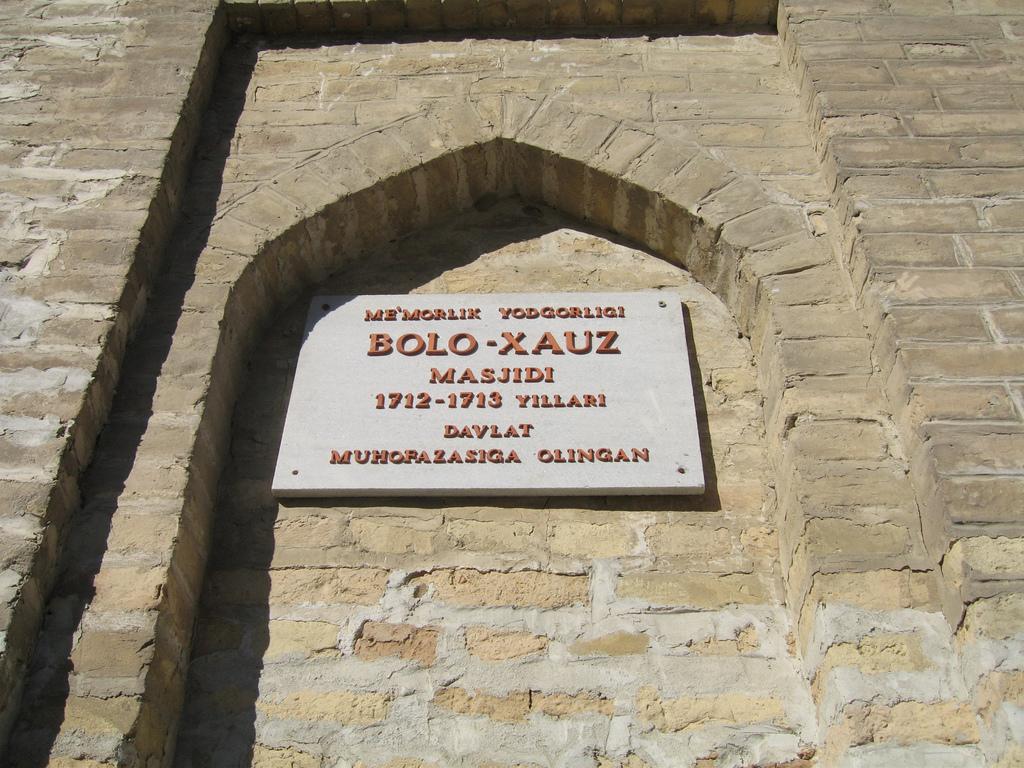 ME'MORLIK YODGORLIGI
BOLO-XAUZ
MASJIDI
1712-1713 YILLARI
DAVLAT
MUHOFAZASIGA OLINGAN